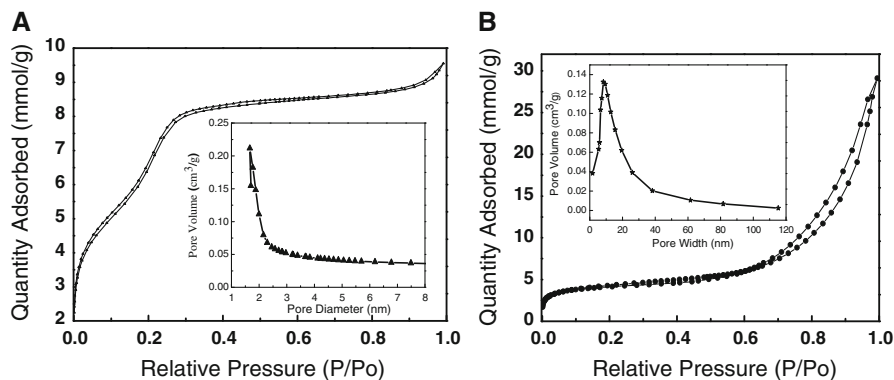 A
10
9
8
7
6
5
4
3
2
Quantity Adsorbed (mmol/g)
0.0 0.2 0.4 0.6 0.8 1.0
Relative Pressure (P/Po)
0.25
0.20
0.15
0.10
0.05
0.00
Pore Volume (cm³/g)
1 2 3 4 5 6 7 8
Pore Diameter (nm)
B
30
25
20
15
10
5
0
Quantity Adsorbed (mmol/g)
0.0 0.2 0.4 0.6 0.8 1.0
Relative Pressure (P/Po)
0.14
0.12
0.10
0.08
0.06
0.04
0.02
0.00
Pore Volume (cm³/g)
0 20 40 60 80 100 120
Pore Width (nm)